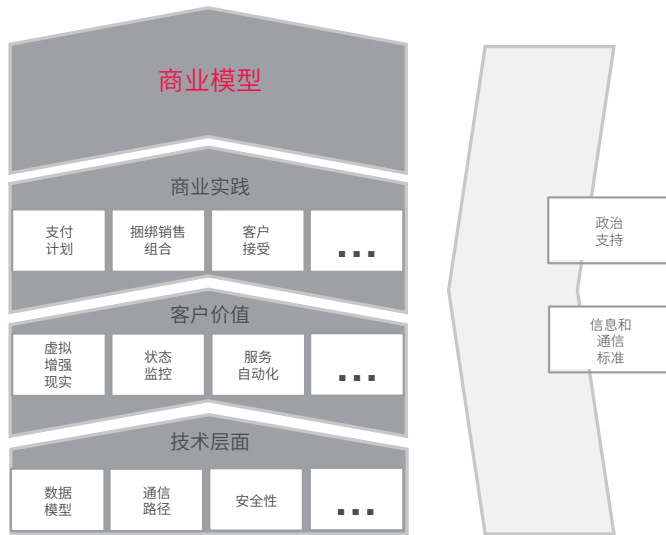 商业模型
商业实践
支付
计划
捆绑销售
组合
客户
接受
...
客户价值
虚拟
增强
现实
状态
监控
服务
自动化
...
技术层面
数据
模型
通信
路径
安全性
...
政治
支持
信息和
通信
标准